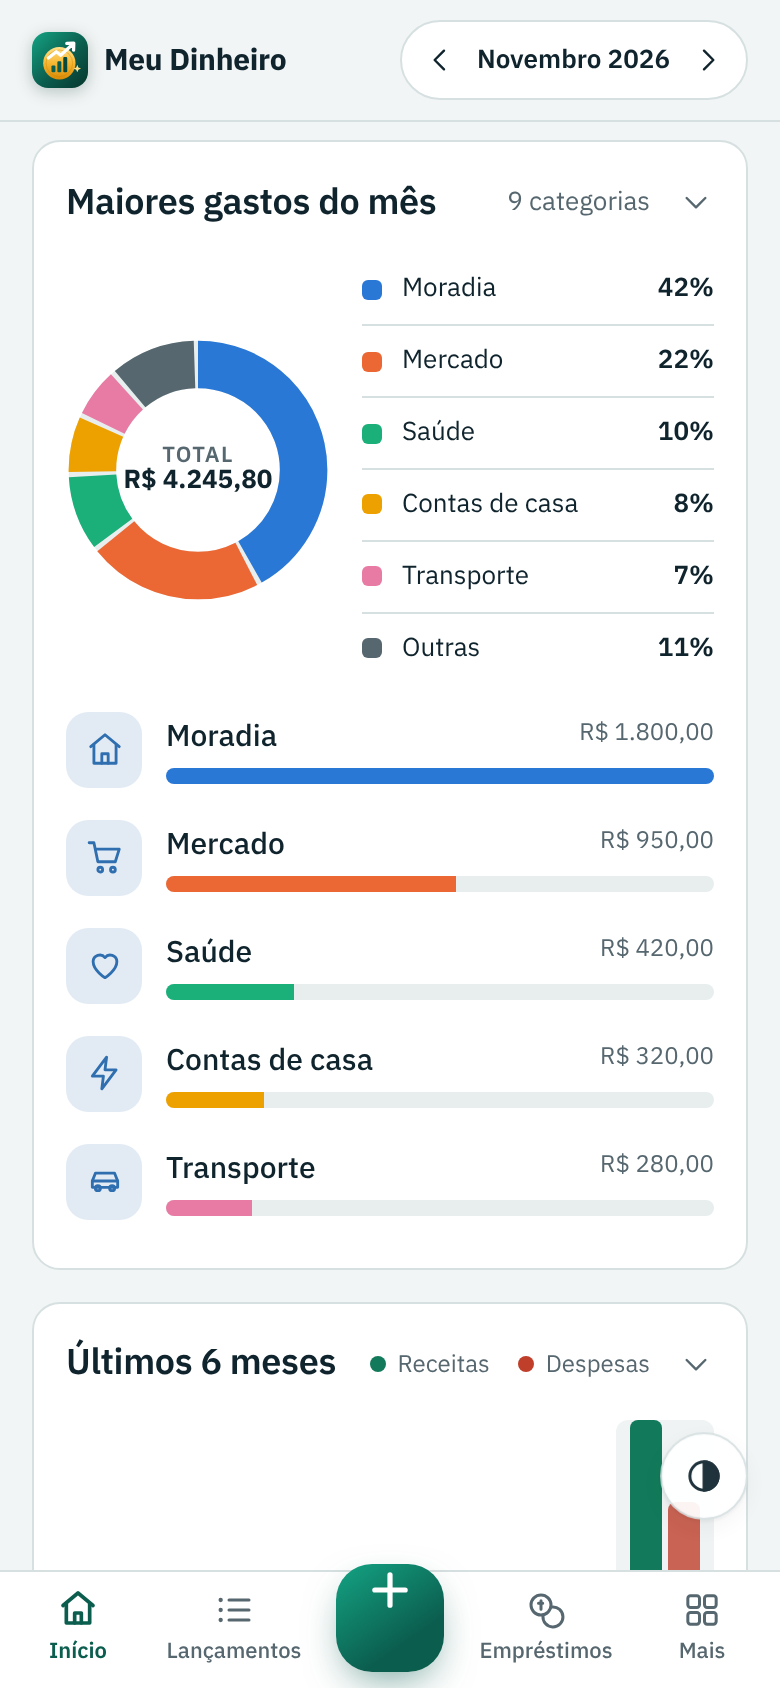 Meu Dinheiro
Novembro 2026
Maiores gastos do mês
9 categorias
TOTAL
R$ 4.245,80
Moradia 42%
Mercado 22%
Saúde 10%
Contas de casa 8%
Transporte 7%
Outras 11%
Moradia R$ 1.800,00
Mercado R$ 950,00
Saúde R$ 420,00
Contas de casa R$ 320,00
Transporte R$ 280,00
Últimos 6 meses
Receitas Despesas
Início Lançamentos Empréstimos Mais